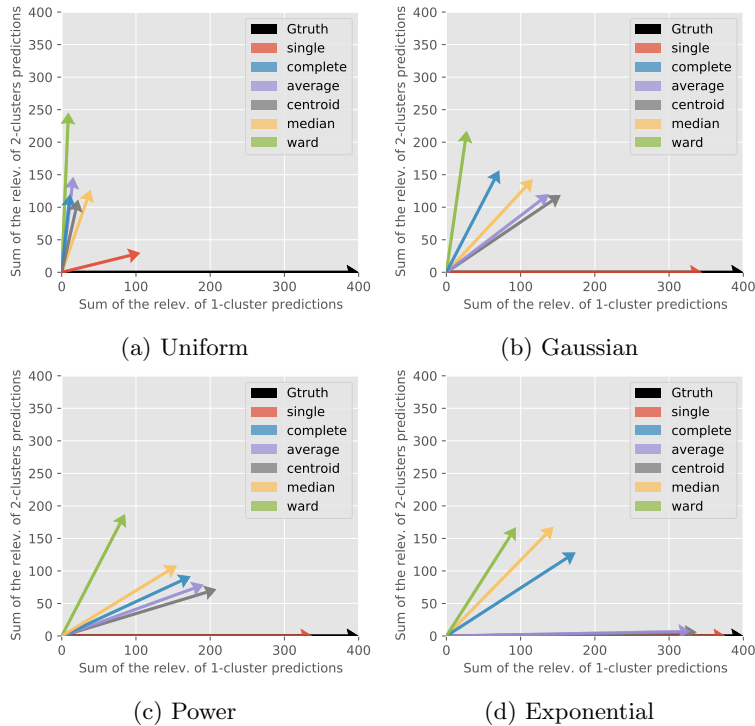 400
350
300
250
200
150
100
50
0
Sum of the relev. of 2-clusters predictions
Gtruth
single
complete
average
centroid
median
ward
0 100 200 300 400
Sum of the relev. of 1-cluster predictions
(a) Uniform
400
350
300
250
200
150
100
50
0
Sum of the relev. of 2-clusters predictions
Gtruth
single
complete
average
centroid
median
ward
0 100 200 300 400
Sum of the relev. of 1-cluster predictions
(b) Gaussian
400
350
300
250
200
150
100
50
0
Sum of the relev. of 2-clusters predictions
Gtruth
single
complete
average
centroid
median
ward
0 100 200 300 400
Sum of the relev. of 1-cluster predictions
(c) Power
400
350
300
250
200
150
100
50
0
Sum of the relev. of 2-clusters predictions
Gtruth
single
complete
average
centroid
median
ward
0 100 200 300 400
Sum of the relev. of 1-cluster predictions
(d) Exponential